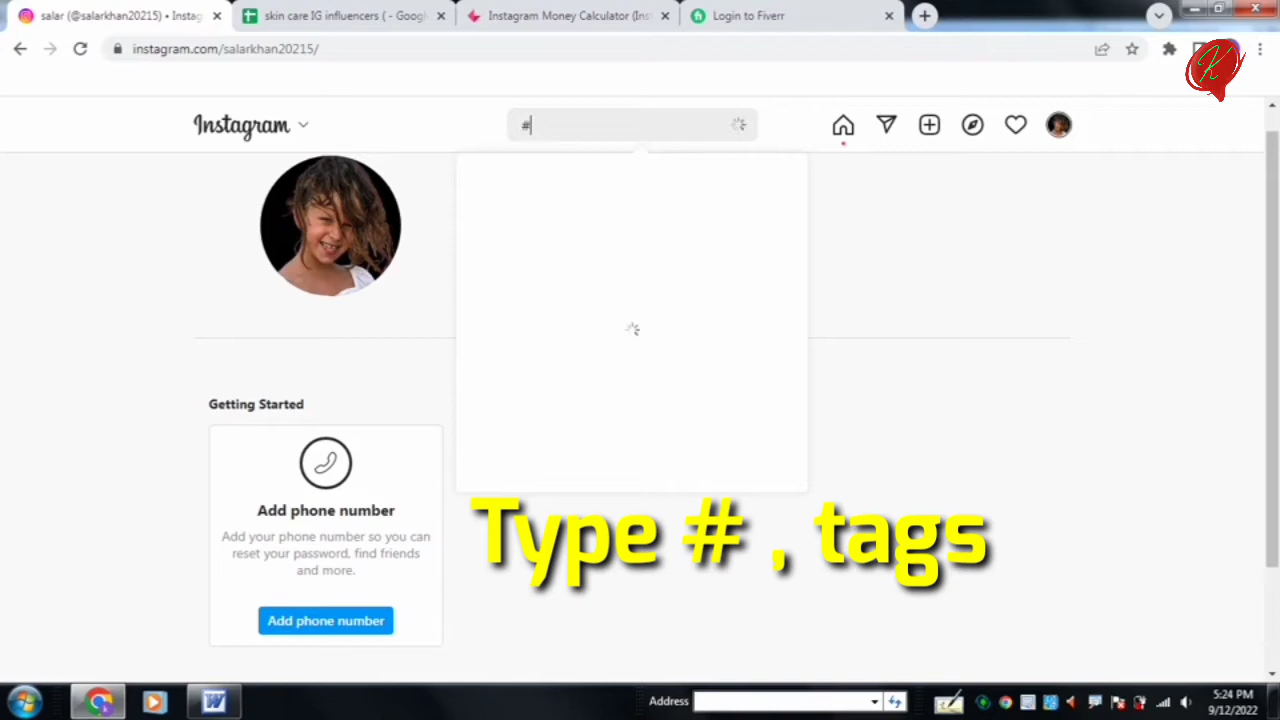 salar (@salarkhan20215) • Instag
skin care IG influencers ( - Googl
Instagram Money Calculator (Inst
Login to Fiverr
instagram.com/salarkhan20215/
K
Instagram
#
Getting Started
Add phone number
Add your phone number so you can
reset your password, find friends
and more.
Add phone number
Type # , tags
Address
5:24 PM
9/12/2022